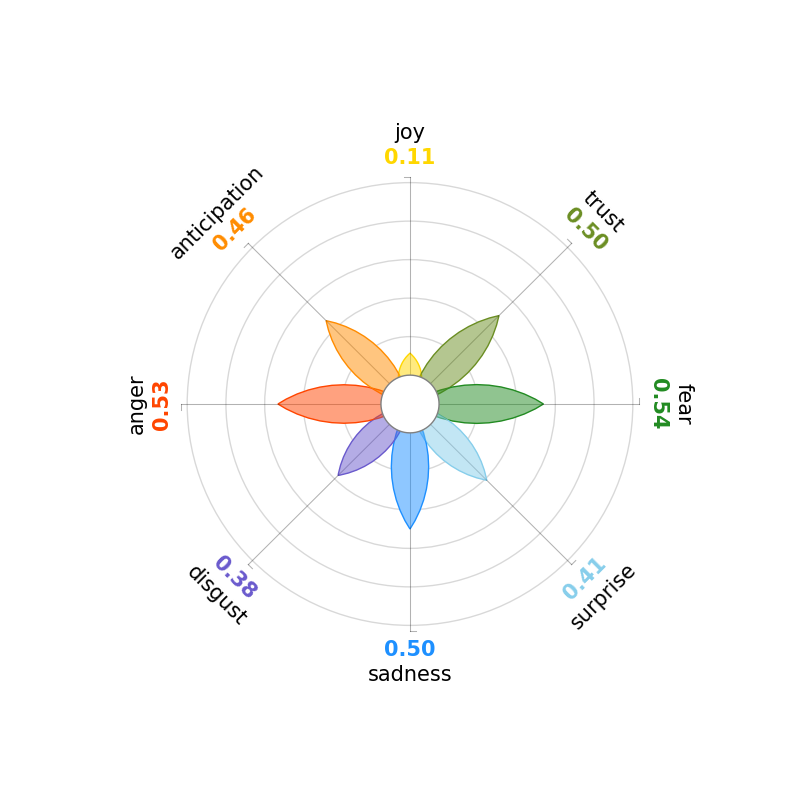 joy
0.11
trust
0.50
fear
0.54
surprise
0.41
0.50
sadness
0.38
disgust
anger
0.53
anticipation
0.46